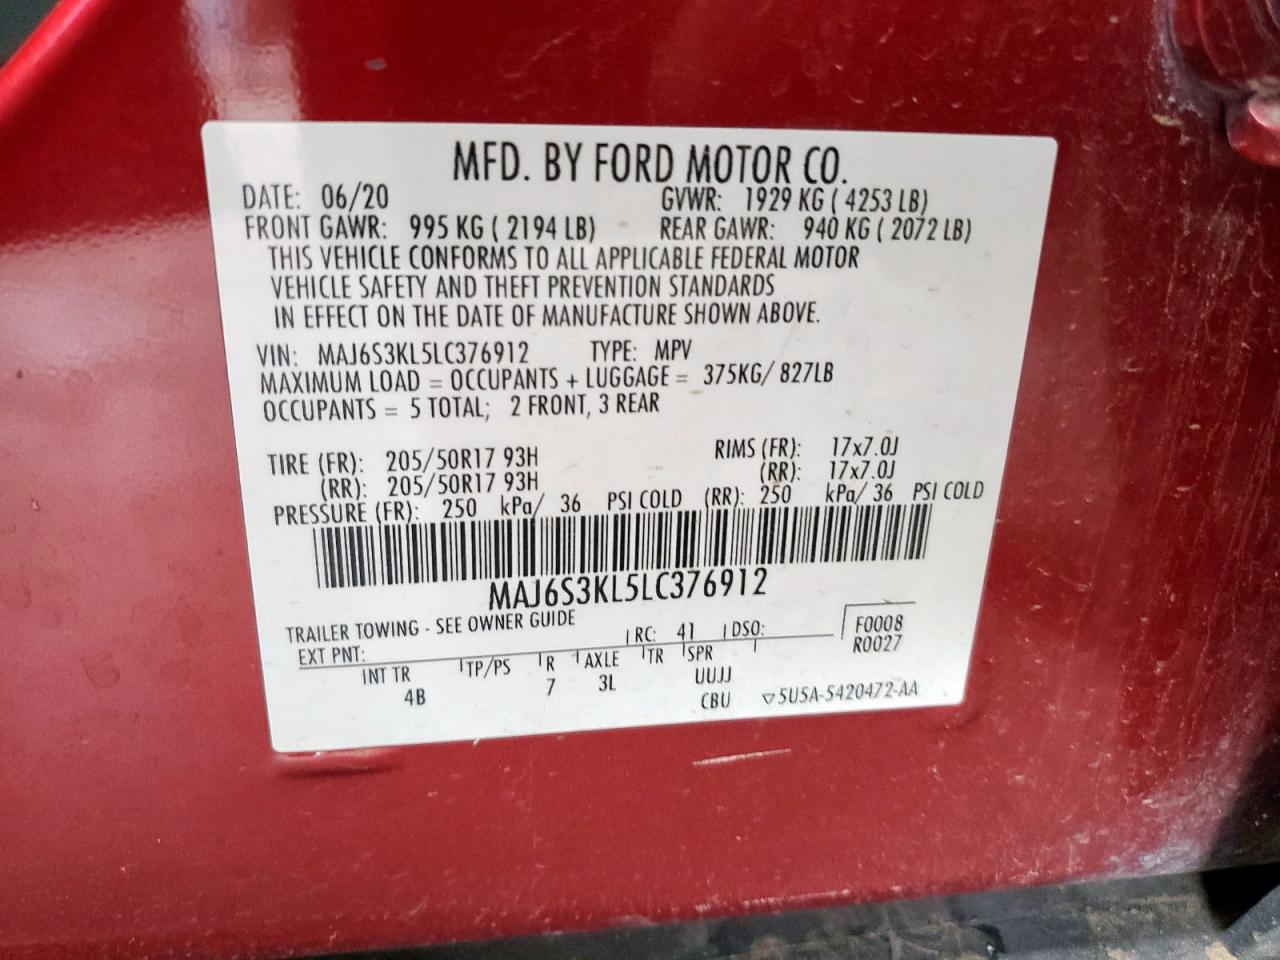 MFD. BY FORD MOTOR CO.
DATE: 06/20 GVWR: 1929 KG ( 4253 LB)
FRONT GAWR: 995 KG ( 2194 LB) REAR GAWR: 940 KG ( 2072 LB)
THIS VEHICLE CONFORMS TO ALL APPLICABLE FEDERAL MOTOR
VEHICLE SAFETY AND THEFT PREVENTION STANDARDS
IN EFFECT ON THE DATE OF MANUFACTURE SHOWN ABOVE.
VIN: MAJ6S3KL5LC376912 TYPE: MPV
MAXIMUM LOAD = OCCUPANTS + LUGGAGE = 375KG/ 827LB
OCCUPANTS = 5 TOTAL; 2 FRONT, 3 REAR
TIRE (FR): 205/50R17 93H RIMS (FR): 17x7.0J
(RR): 205/50R17 93H (RR): 17x7.0J
PRESSURE (FR): 250 kPa/ 36 PSI COLD (RR): 250 kPa/ 36 PSI COLD
MAJ6S3KL5LC376912
TRAILER TOWING - SEE OWNER GUIDE
EXT PNT: RC: 41 DSO: F0008
R0027
INT TR TP/PS R AXLE TR SPR
4B 7 3L UUJJ
CBU ▽5U5A-5420472-AA